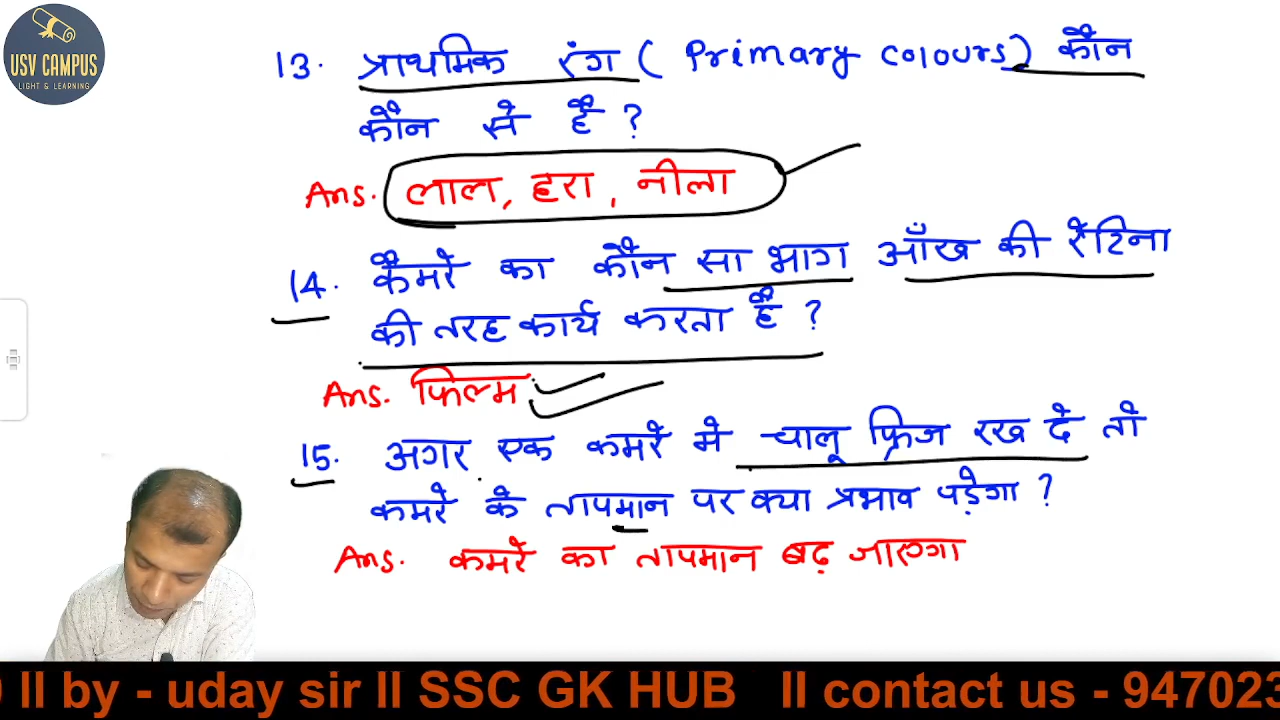 USV CAMPUS
LIGHT & LEARNING
13. प्राथमिक रंग ( Primary colours ) कौन
कौन से हैं ?
Ans. लाल, हरा, नीला
14. कैमरे का कौन सा भाग आँख की रेटिना
की तरह कार्य करता है ?
Ans. फिल्म
15. अगर एक कमरे मे चालू फ्रिज रख दे तो
कमरे के तापमान पर क्या प्रभाव पड़ेगा ?
Ans. कमरे का तापमान बढ़ जाएगा
) II by - uday sir II SSC GK HUB II contact us - 947023